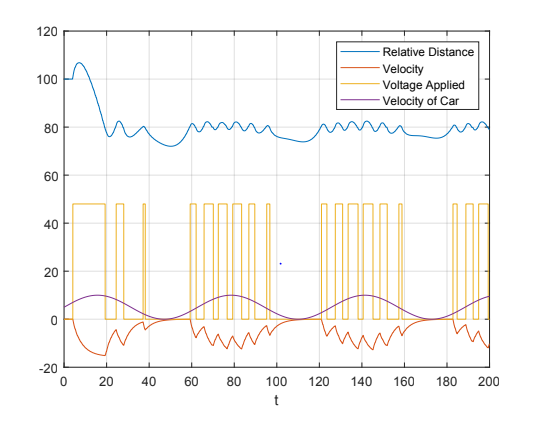 120
100
80
60
40
20
0
-20
0 20 40 60 80 100 120 140 160 180 200
t
Relative Distance
Velocity
Voltage Applied
Velocity of Car